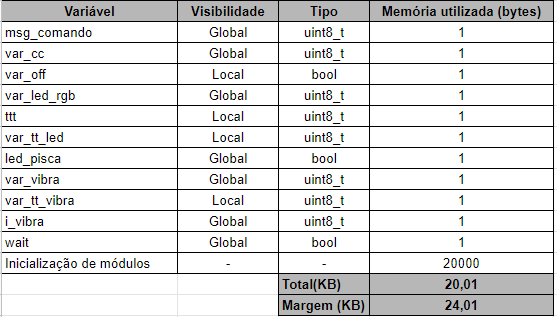 Variável Visibilidade Tipo Memória utilizada (bytes)
msg_comando Global uint8_t 1
var_cc Global uint8_t 1
var_off Local bool 1
var_led_rgb Global uint8_t 1
ttt Local uint8_t 1
var_tt_led Local uint8_t 1
led_pisca Global bool 1
var_vibra Global uint8_t 1
var_tt_vibra Local uint8_t 1
i_vibra Global uint8_t 1
wait Global bool 1
Inicialização de módulos - - 20000
Total(KB) 20,01
Margem (KB) 24,01